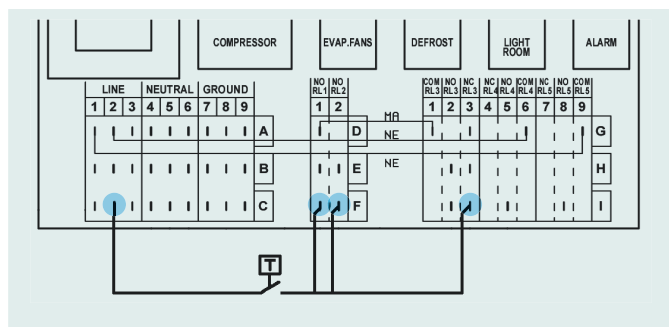 COMPRESSOR EVAP.FANS DEFROST LIGHT ROOM ALARM
LINE NEUTRAL GROUND
NO RL1 NO RL2
COM RL3 NO RL3 NC RL3 NC RL4 NO RL4 COM RL4 NC RL5 NO RL5 COM RL5
1 2 3 4 5 6 7 8 9 1 2 1 2 3 4 5 6 7 8 9
MA
A D NE G
B E NE H
C F I
T